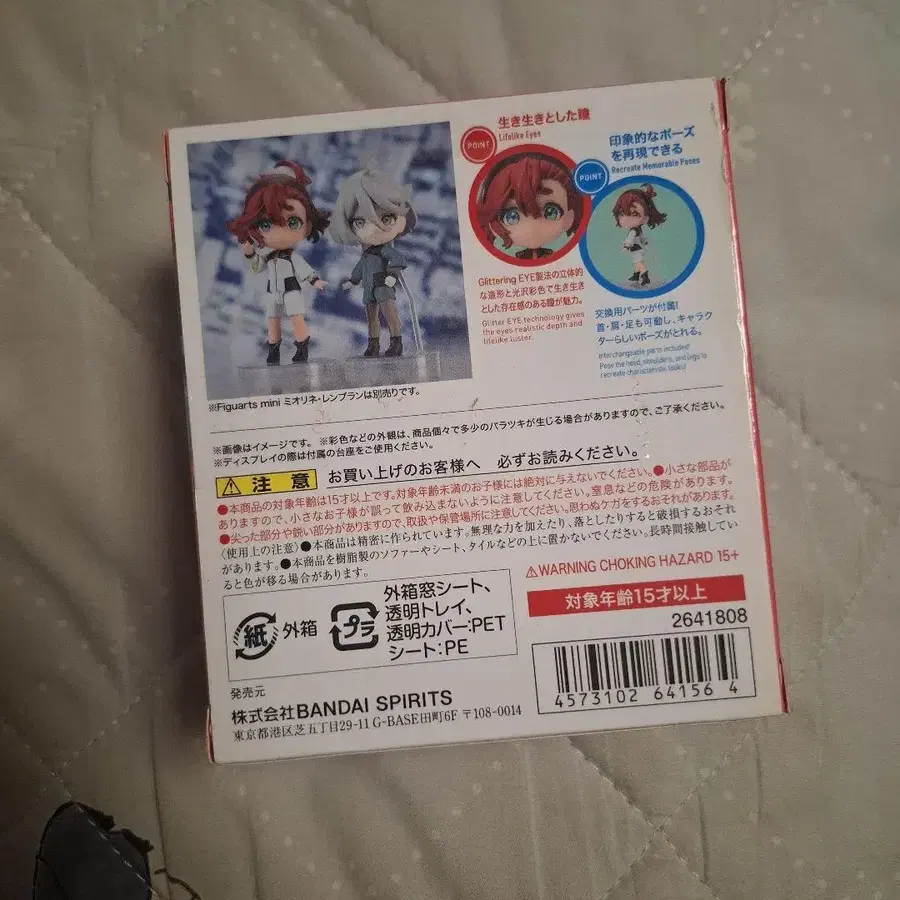 生き生きとした瞳
Lifelike Eyes
POINT
Glittering EYE製法の立体的
な造形と光沢彩色で生き生き
とした存在感のある瞳が魅力。
Glitter EYE technology gives
the eyes realistic depth and
lifelike luster.
POINT
印象的なポーズ
を再現できる
Recreate Memorable Poses
交換用パーツが付属!
首・肩・足も可動し、キャラク
ターらしいポーズがとれる。
Interchangeable parts included!
Pose the head, shoulders, and legs to
recreate characteristic looks!
※Figuarts mini ミオリネ・レンブランは別売りです。
※画像はイメージです。 ※彩色などの外観は、商品個々で多少のバラツキが生じる場合がありますので、ご了承ください。
※ディスプレイの際は付属の台座をご使用ください。
注意 お買い上げのお客様へ 必ずお読みください。
●本商品の対象年齢は15才以上です。対象年齢未満のお子様には絶対に与えないでください。●小さな部品が
ありますので、小さなお子様が誤って飲み込まないように注意してください。窒息などの危険があります。
●尖った部分や鋭い部分がありますので、取扱や保管場所に注意してください。思わぬケガをするおそれがあります。
〈使用上の注意〉●本商品は精密に作られています。無理な力を加えたり、落としたりすると破損するおそれ
があります。●本商品を樹脂製のソファーやシート、タイルなどの上に置かないでください。長時間接触してい
ると色が移る場合があります。
⚠WARNING CHOKING HAZARD 15+
対象年齢15才以上
2641808
紙 外箱
プラ
外箱窓シート、
透明トレイ、
透明カバー:PET
シート:PE
4573102 64156 4
発売元
株式会社BANDAI SPIRITS
東京都港区芝五丁目29-11 G-BASE田町6F 〒108-0014